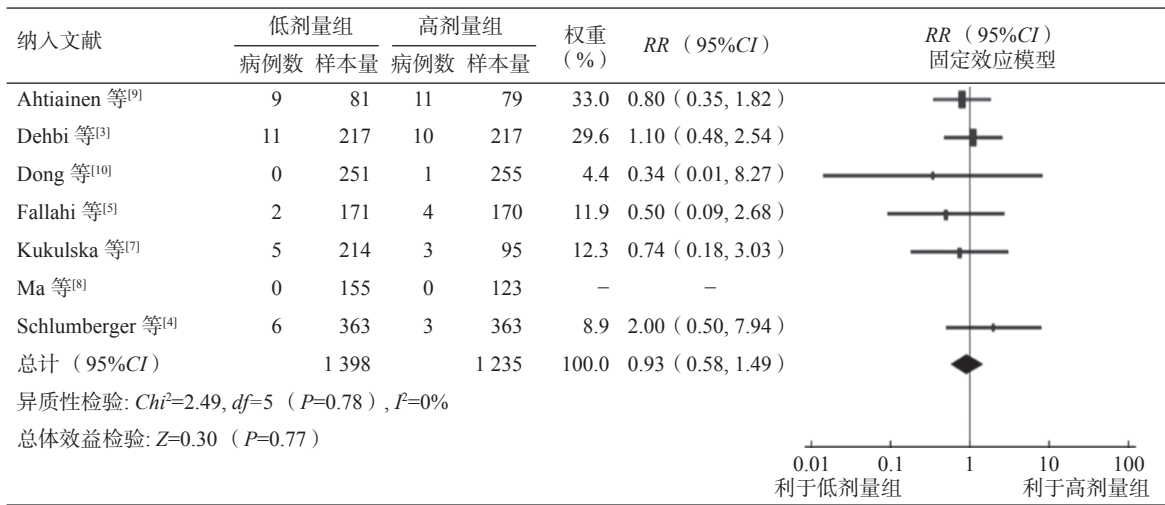 纳入文献 低剂量组 高剂量组 权重（%） RR （95%CI） RR （95%CI）
固定效应模型
病例数 样本量 病例数 样本量
Ahtiainen 等[9] 9 81 11 79 33.0 0.80（0.35, 1.82）
Dehbi 等[3] 11 217 10 217 29.6 1.10（0.48, 2.54）
Dong 等[10] 0 251 1 255 4.4 0.34（0.01, 8.27）
Fallahi 等[5] 2 171 4 170 11.9 0.50（0.09, 2.68）
Kukulska 等[7] 5 214 3 95 12.3 0.74（0.18, 3.03）
Ma 等[8] 0 155 0 123 − −
Schlumberger 等[4] 6 363 3 363 8.9 2.00（0.50, 7.94）
总计（95%CI） 1 398 1 235 100.0 0.93（0.58, 1.49）
异质性检验: Chi²=2.49, df=5 （P=0.78）, I²=0%
总体效益检验: Z=0.30 （P=0.77）
0.01 0.1 1 10 100
利于低剂量组 利于高剂量组